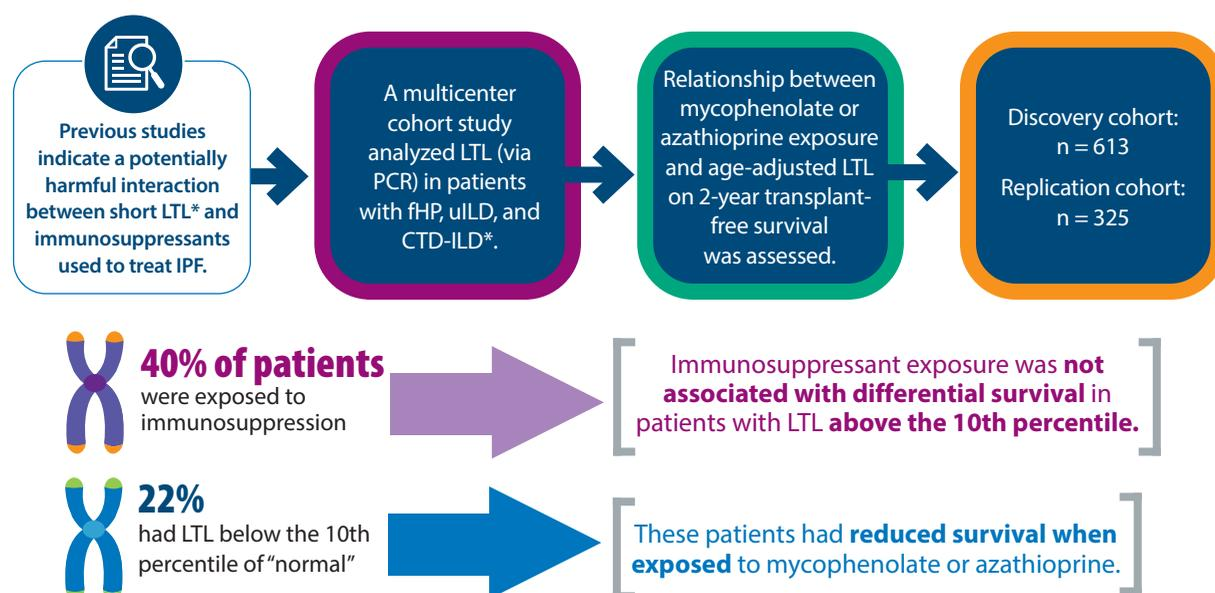 Previous studies
indicate a potentially
harmful interaction
between short LTL* and
immunosuppressants
used to treat IPF.
A multicenter
cohort study
analyzed LTL (via
PCR) in patients
with fHP, uILD, and
CTD-ILD*.
Relationship between
mycophenolate or
azathioprine exposure
and age-adjusted LTL
on 2-year transplant-
free survival
was assessed.
Discovery cohort:
n = 613
Replication cohort:
n = 325
40% of patients
were exposed to
immunosuppression
Immunosuppressant exposure was not
associated with differential survival in
patients with LTL above the 10th percentile.
22%
had LTL below the 10th
percentile of “normal”
These patients had reduced survival when
exposed to mycophenolate or azathioprine.